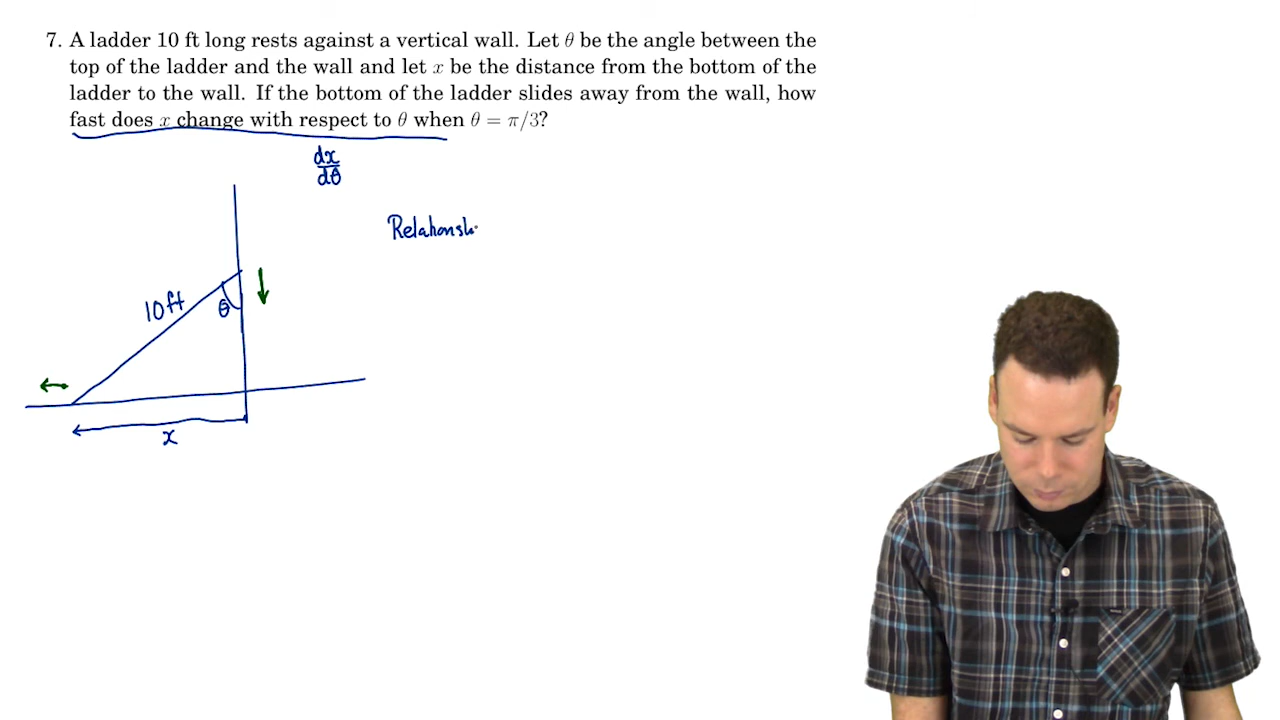 7. A ladder 10 ft long rests against a vertical wall. Let θ be the angle between the
top of the ladder and the wall and let x be the distance from the bottom of the
ladder to the wall. If the bottom of the ladder slides away from the wall, how
fast does x change with respect to θ when θ = π/3?
dx
dθ
Relationsh
10ft
θ
x